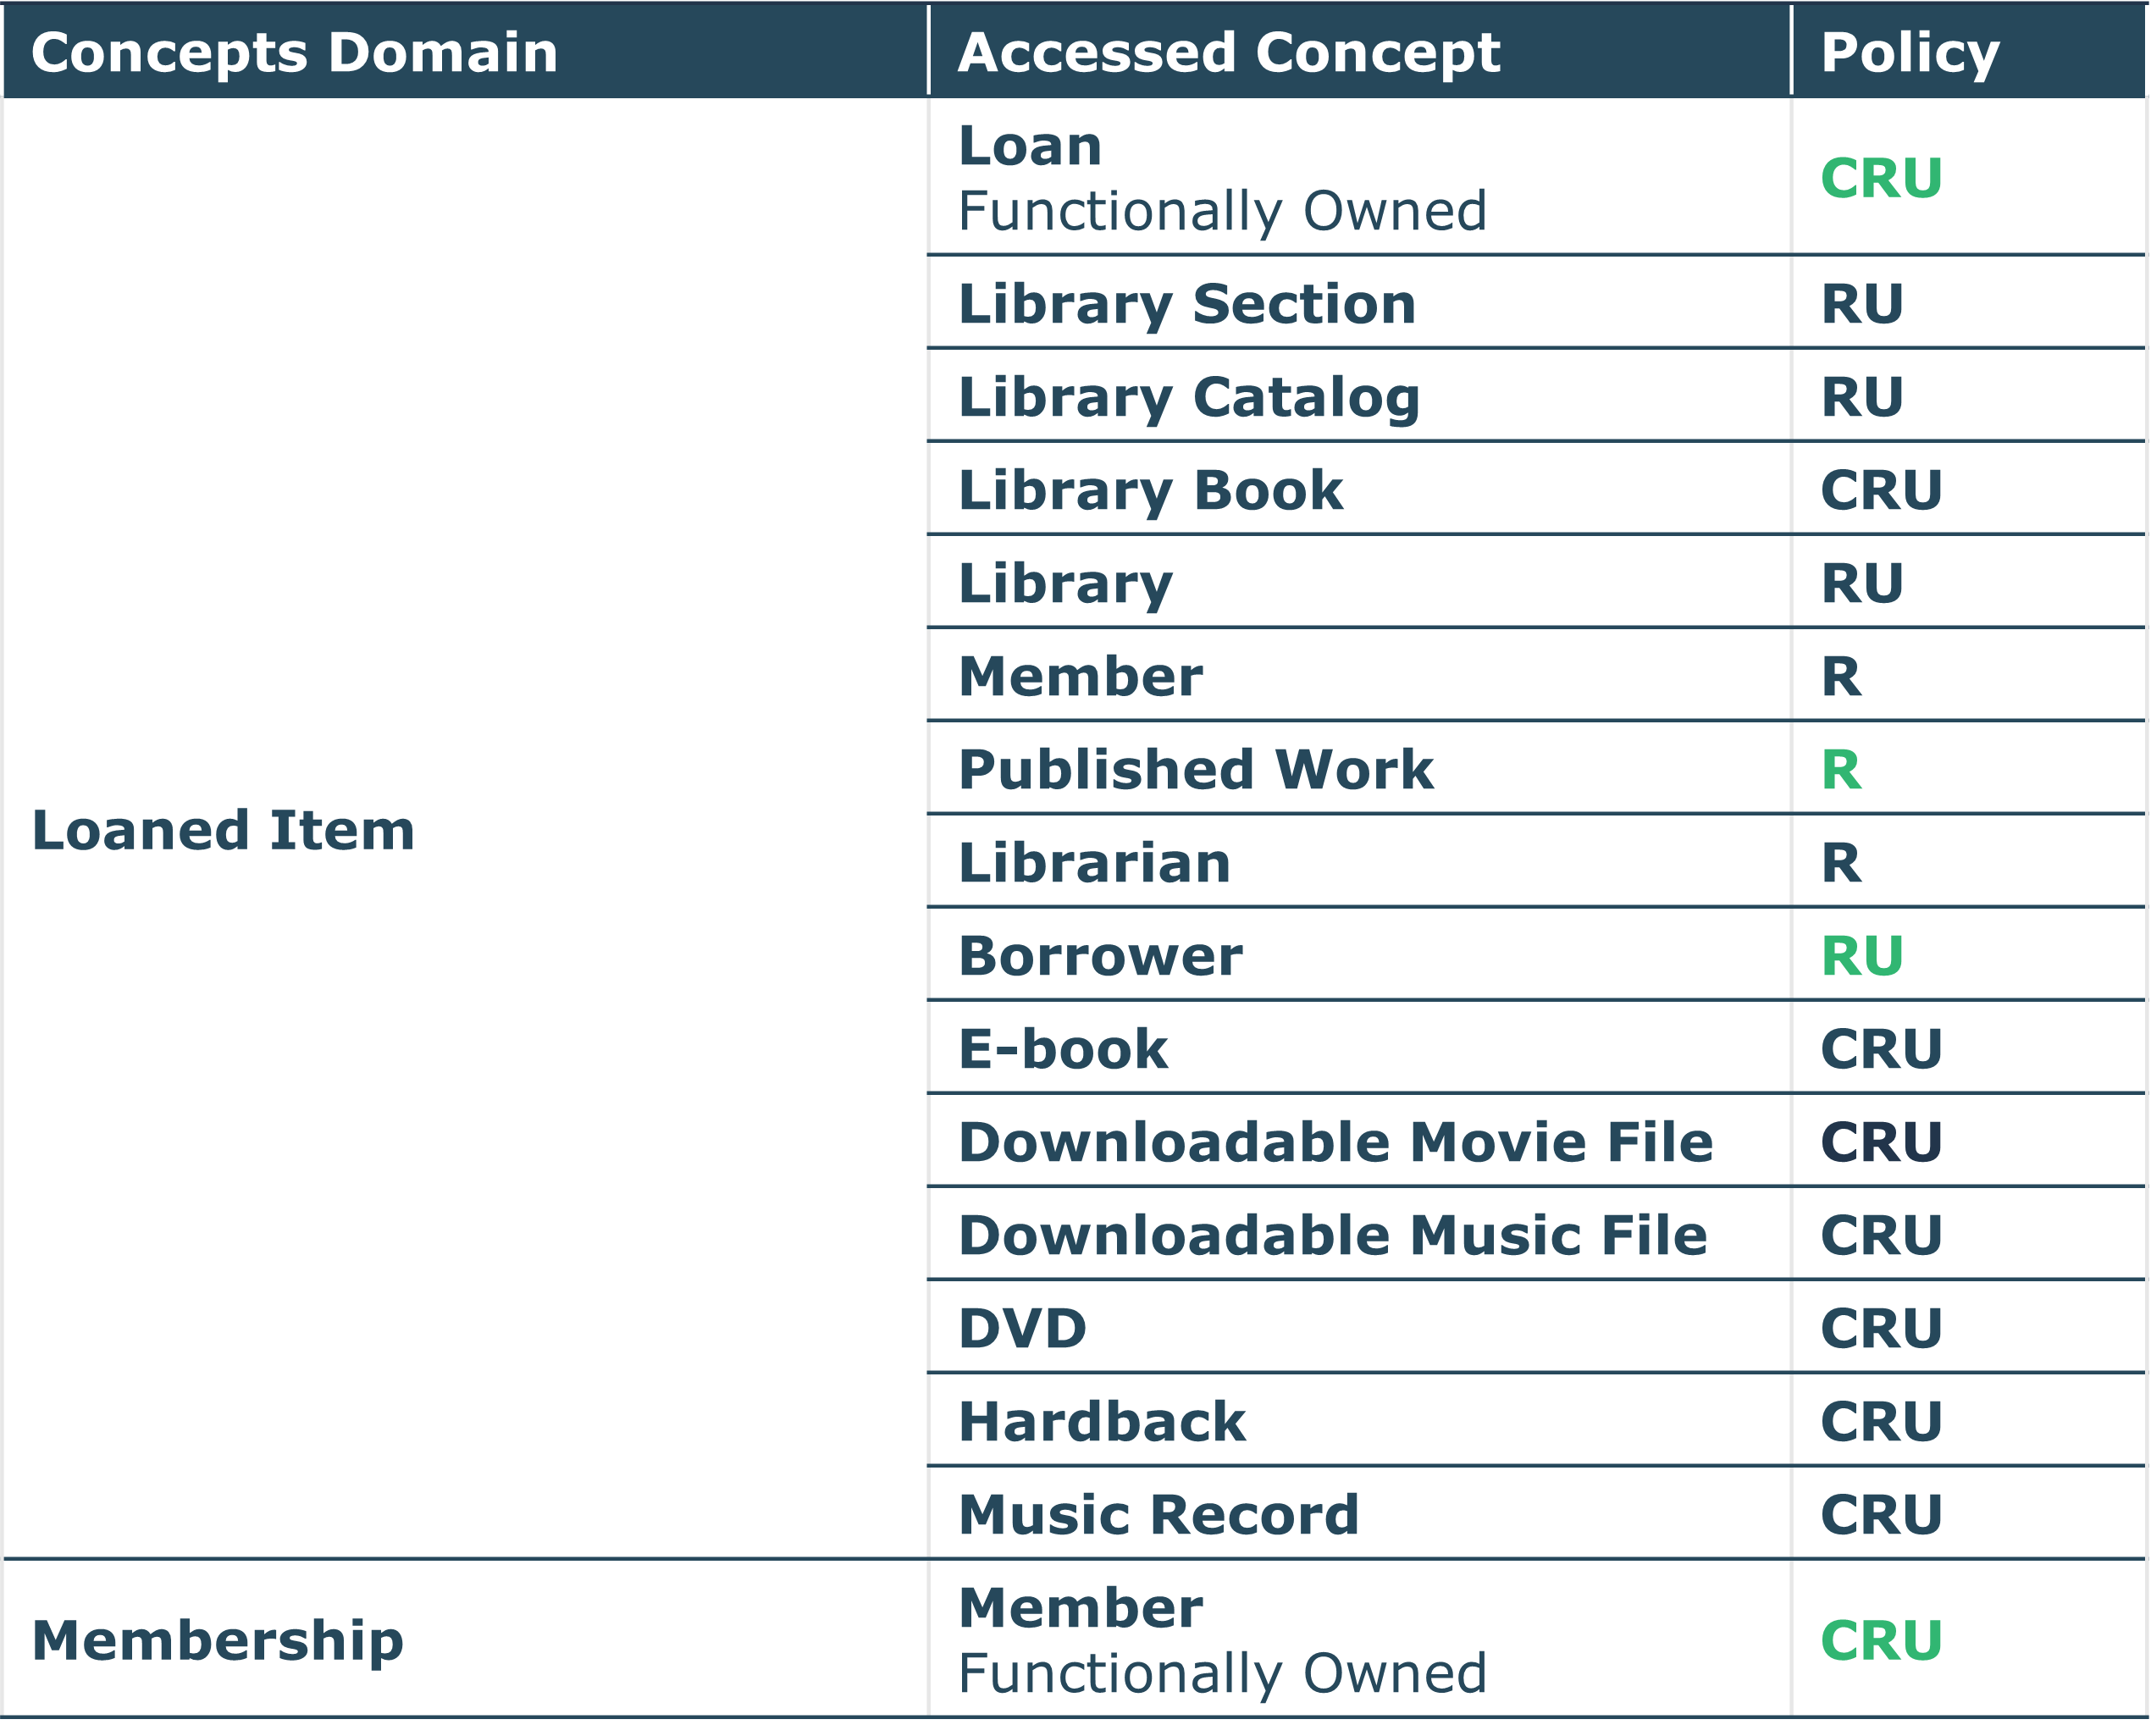 Concepts Domain Accessed Concept Policy
Loan CRU
Functionally Owned
Library Section RU
Library Catalog RU
Library Book CRU
Library RU
Member R
Published Work R
Loaned Item
Librarian R
Borrower RU
E-book CRU
Downloadable Movie File CRU
Downloadable Music File CRU
DVD CRU
Hardback CRU
Music Record CRU
Membership
Member CRU
Functionally Owned